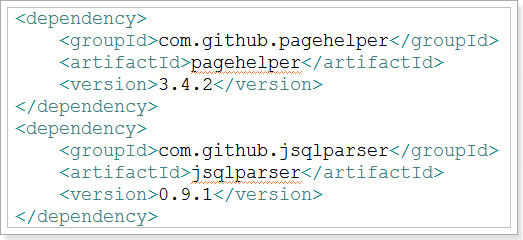 <dependency>
    <groupId>com.github.pagehelper</groupId>
    <artifactId>pagehelper</artifactId>
    <version>3.4.2</version>
</dependency>
<dependency>
    <groupId>com.github.jsqlparser</groupId>
    <artifactId>jsqlparser</artifactId>
    <version>0.9.1</version>
</dependency>